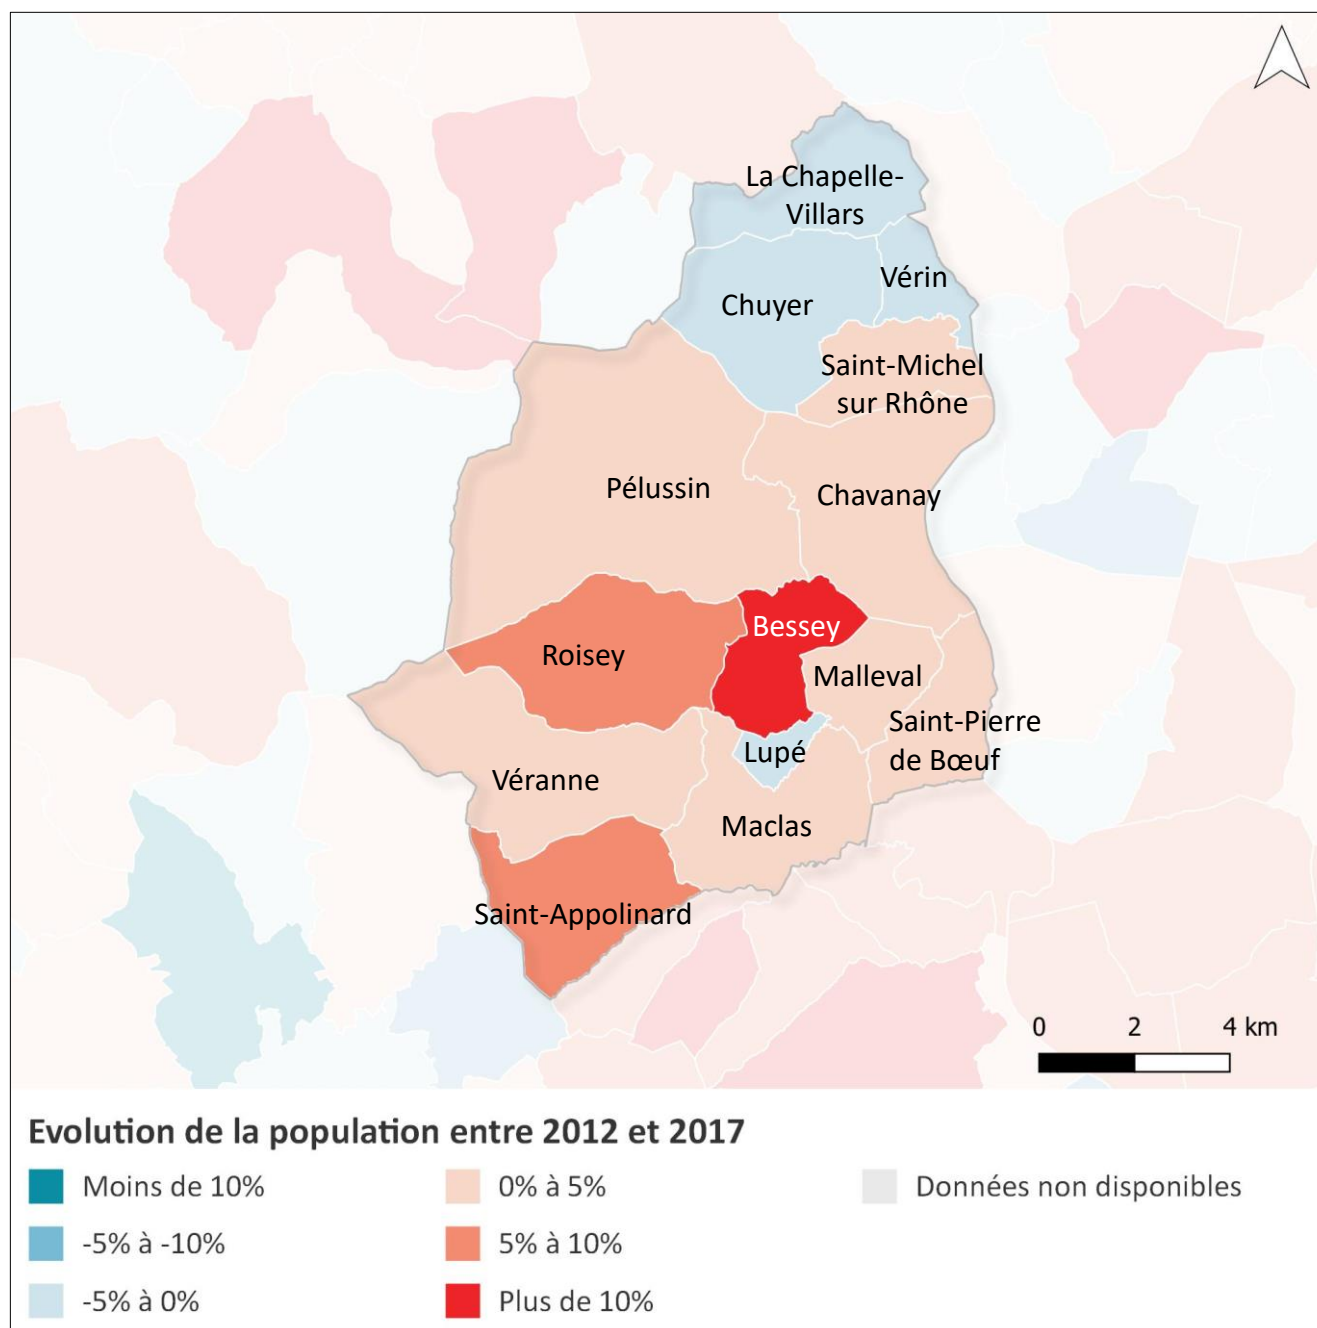 La Chapelle-
Villars
Vérin
Chuyer
Saint-Michel
sur Rhône
Pélussin
Chavanay
Bessey
Roisey
Malleval
Saint-Pierre
de Bœuf
Lupé
Véranne
Maclas
Saint-Appolinard
0 2 4 km
Evolution de la population entre 2012 et 2017
Moins de 10%
-5% à -10%
-5% à 0%
0% à 5%
5% à 10%
Plus de 10%
Données non disponibles